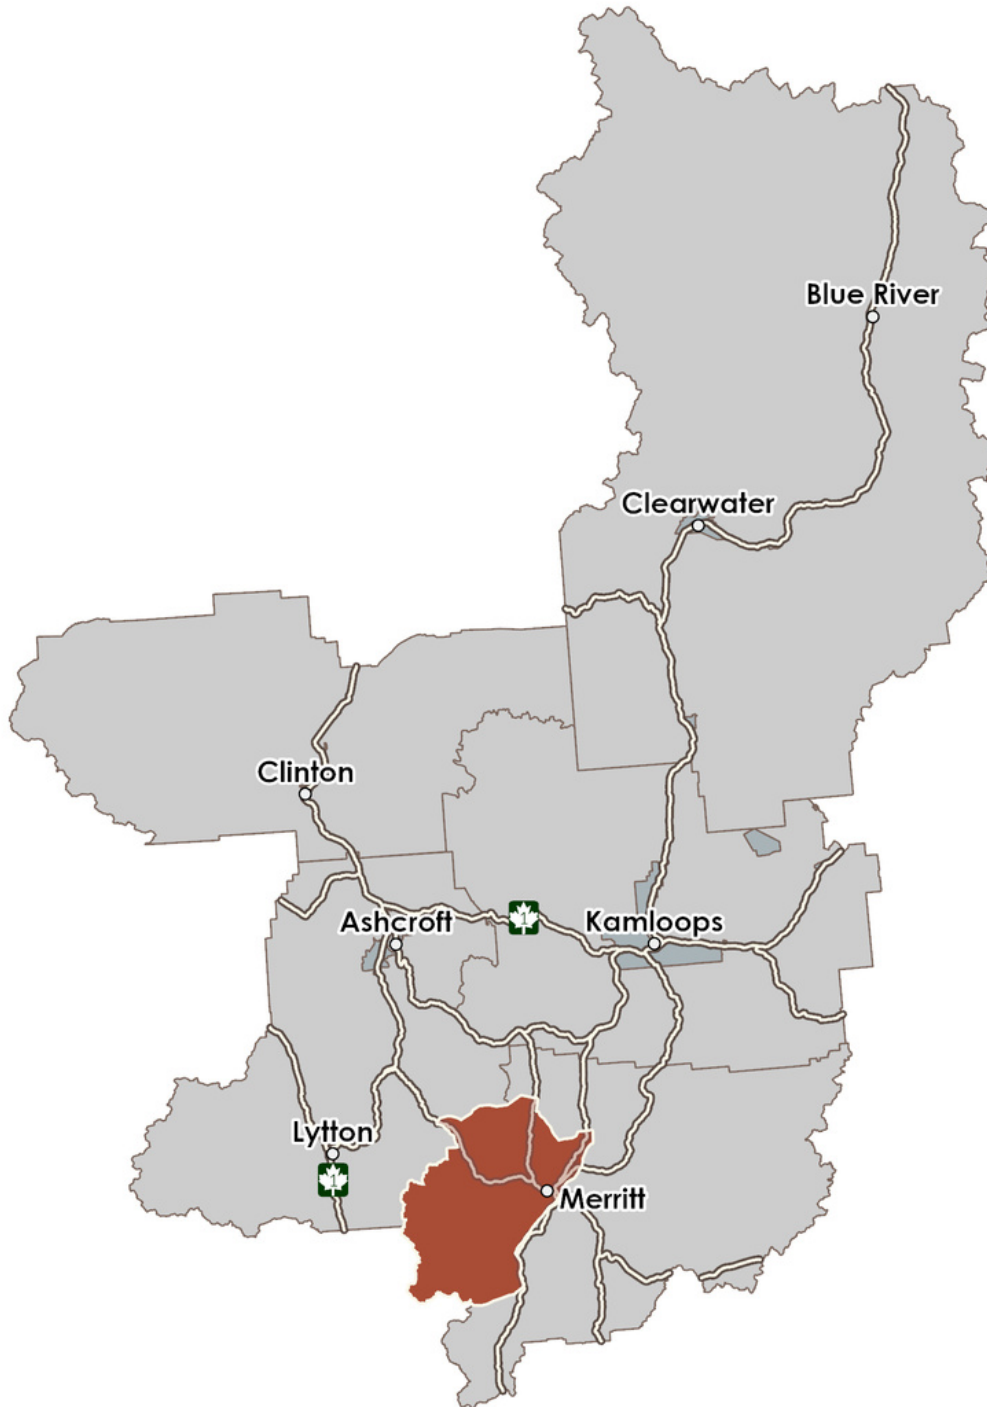 Blue River
Clearwater
Clinton
Ashcroft
1
Kamloops
Lytton
1
Merritt